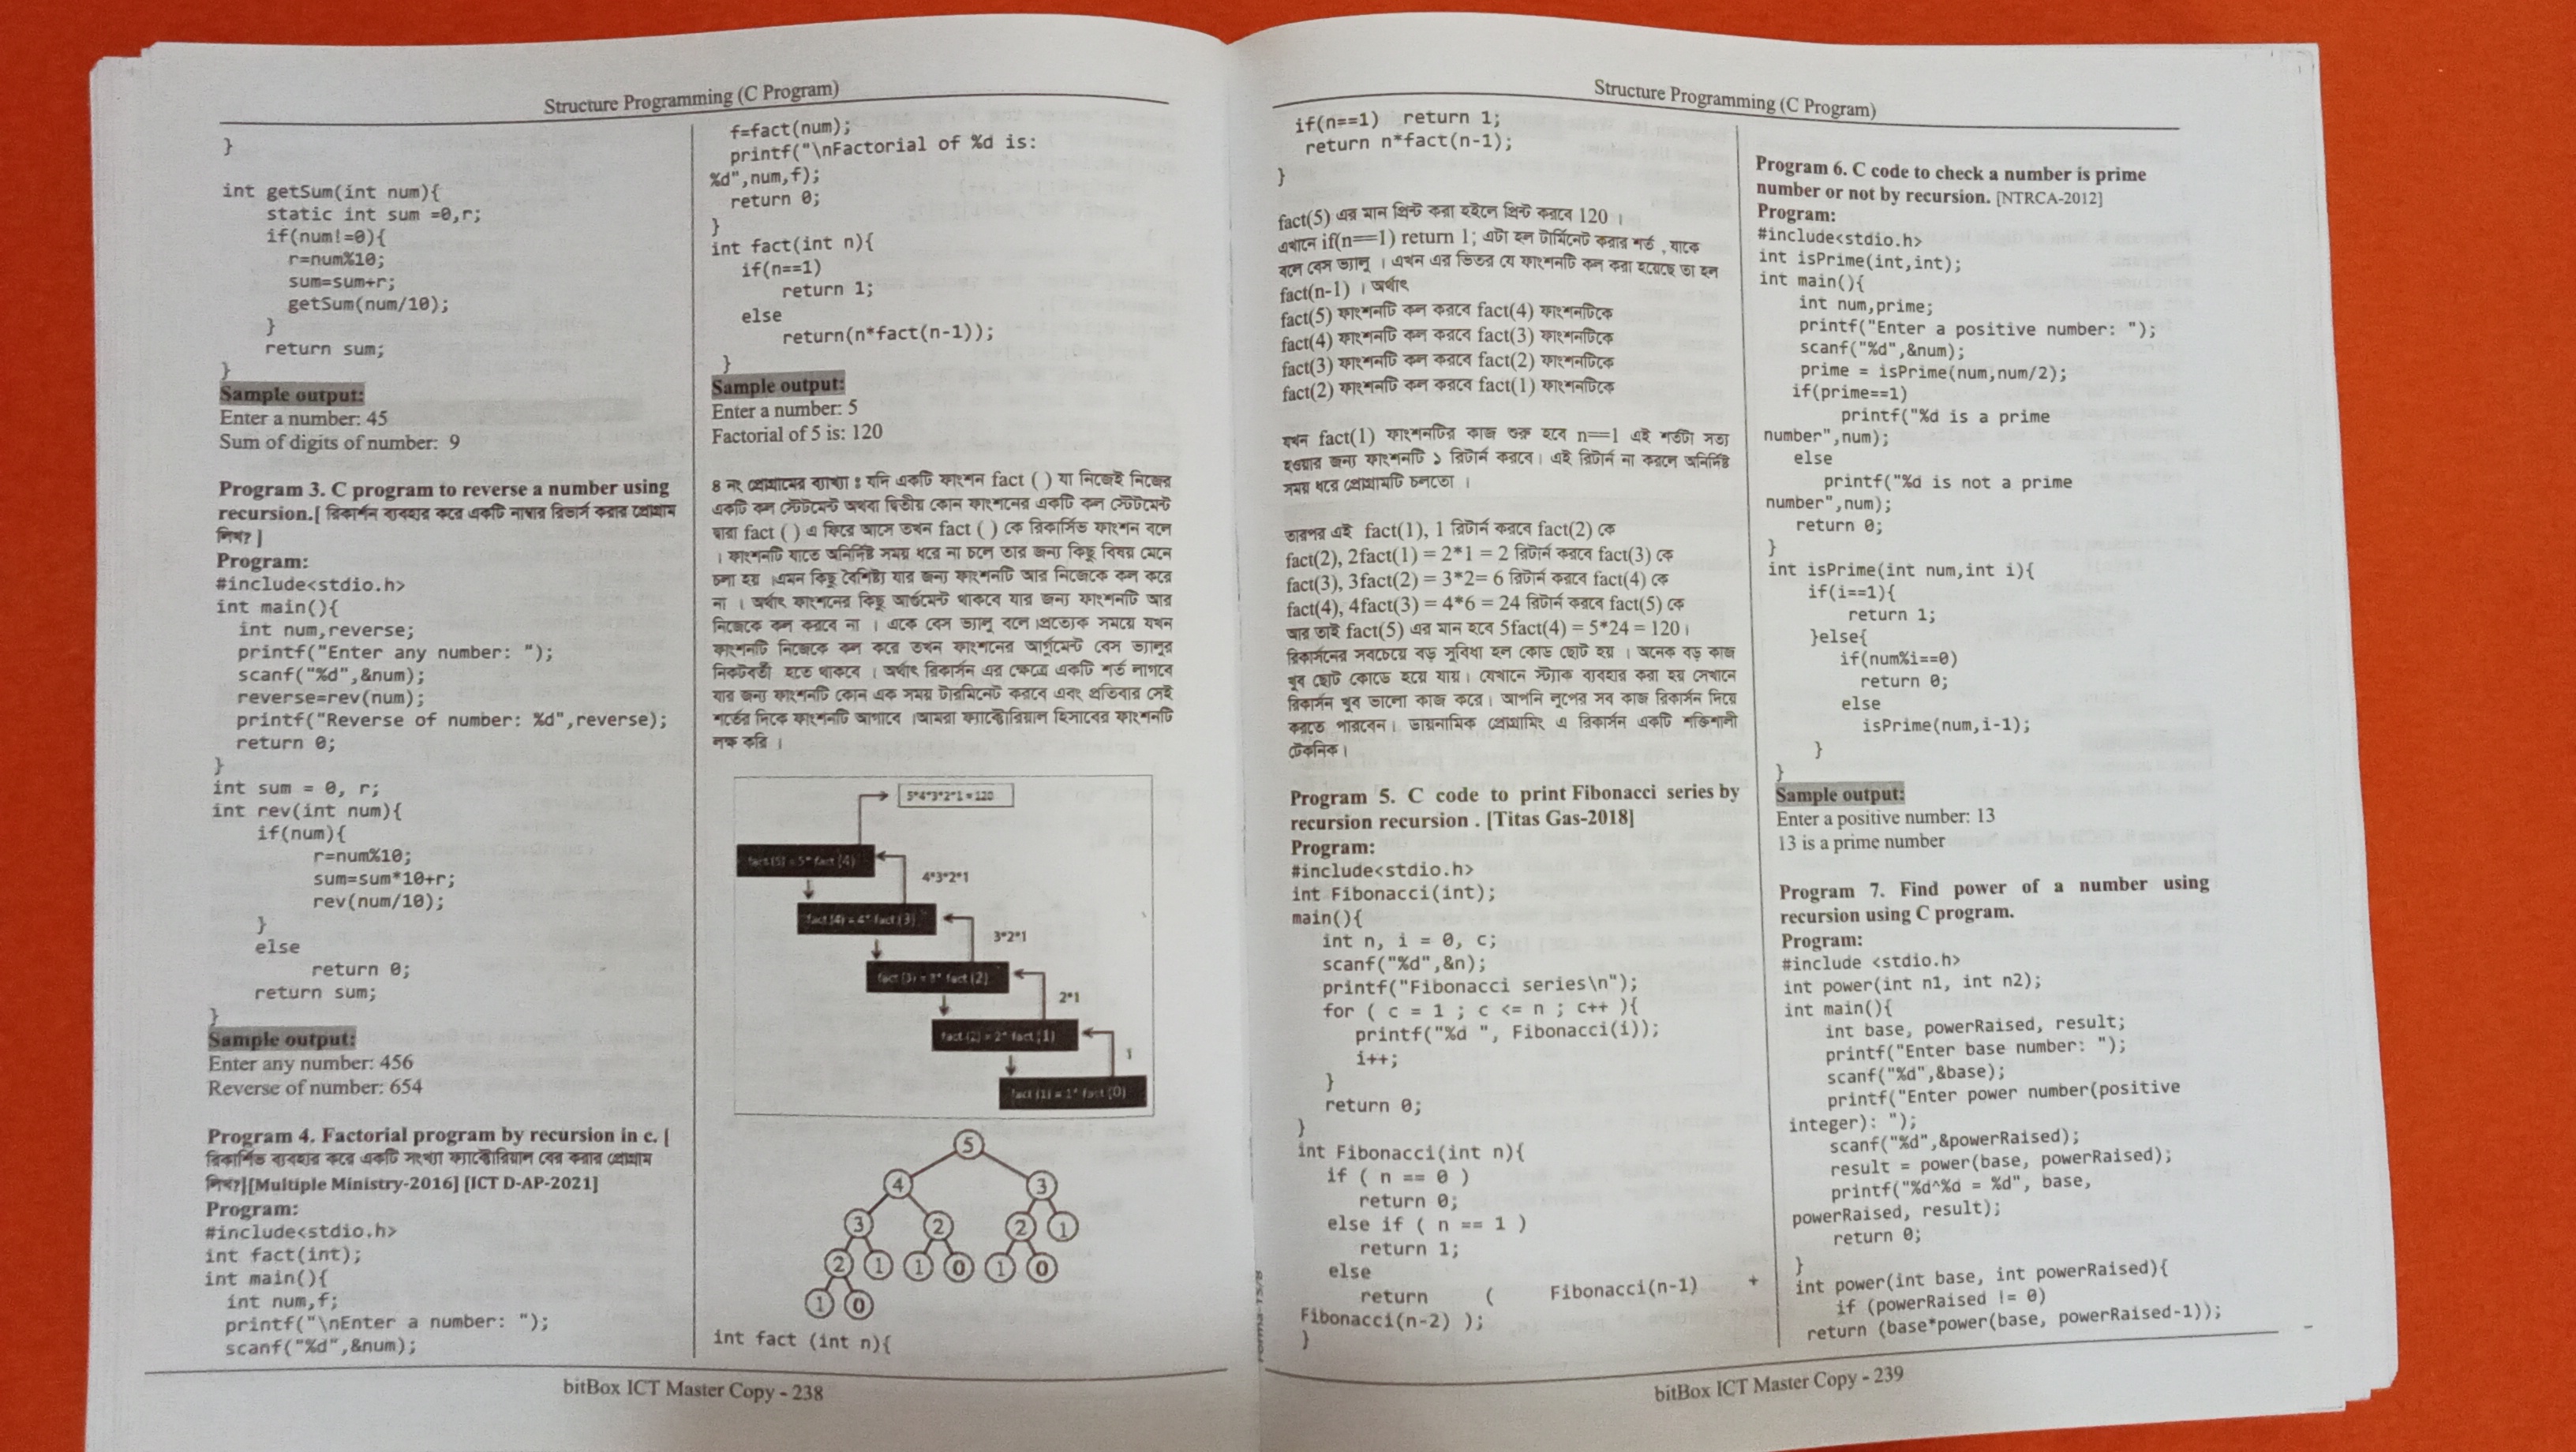 Structure Programming (C Program)
}
int getSum(int num){
static int sum =0,r;
if(num!=0){
r=num%10;
sum=sum+r;
getSum(num/10);
}
return sum;
}
Sample output:
Enter a number: 45
Sum of digits of number: 9
Program 3. C program to reverse a number using
recursion.[ রিকার্শন ব্যবহার করে একটি নাম্বার রিভার্স করার প্রোগ্রাম
লিখ? ]
Program:
#include<stdio.h>
int main(){
int num,reverse;
printf("Enter any number: ");
scanf("%d",&num);
reverse=rev(num);
printf("Reverse of number: %d",reverse);
return 0;
}
int sum = 0, r;
int rev(int num){
if(num){
r=num%10;
sum=sum*10+r;
rev(num/10);
}
else
return 0;
return sum;
}
Sample output:
Enter any number: 456
Reverse of number: 654
Program 4. Factorial program by recursion in c. [
রিকার্শিভ ব্যবহার করে একটি সংখ্যা ফ্যাক্টোরিয়াল বের করার প্রোগ্রাম
লিখ?][Multiple Ministry-2016] [ICT D-AP-2021]
Program:
#include<stdio.h>
int fact(int);
int main(){
int num,f;
printf("\nEnter a number: ");
scanf("%d",&num);
f=fact(num);
printf("\nFactorial of %d is:
%d",num,f);
return 0;
}
int fact(int n){
if(n==1)
return 1;
else
return(n*fact(n-1));
}
Sample output:
Enter a number: 5
Factorial of 5 is: 120
৪ নং প্রোগ্রামের ব্যাখ্যা ঃ যদি একটি ফাংশন fact ( ) যা নিজেই নিজের
একটি কল স্টেটমেন্ট অথবা দ্বিতীয় কোন ফাংশনের একটি কল স্টেটমেন্ট
দ্বারা fact ( ) এ ফিরে আসে তখন fact ( ) কে রিকার্সিভ ফাংশন বলে
। ফাংশনটি যাতে অনির্দিষ্ট সময় ধরে না চলে তার জন্য কিছু বিষয় মেনে
চলা হয় ।এমন কিছু বৈশিষ্ট্য যার জন্য ফাংশনটি আর নিজেকে কল করে
না । অর্থাৎ ফাংশনের কিছু আর্গুমেন্ট থাকবে যার জন্য ফাংশনটি আর
নিজেকে কল করবে না । একে বেস ভ্যালু বলে ।প্রত্যেক সময়ে যখন
ফাংশনটি নিজেকে কল করে তখন ফাংশনের আর্গুমেন্ট বেস ভ্যালুর
নিকটবর্তী হতে থাকবে । অর্থাৎ রিকার্সন এর ক্ষেত্রে একটি শর্ত লাগবে
যার জন্য ফাংশনটি কোন এক সময় টারমিনেট করবে এবং প্রতিবার সেই
শর্তের দিকে ফাংশনটি আগাবে ।আমরা ফ্যাক্টোরিয়াল হিসাবের ফাংশনটি
লক্ষ করি ।
5*4*3*2*1=120
fact (5) = 5* fact (4)
4*3*2*1
fact (4) = 4* fact (3)
3*2*1
fact (3) = 3* fact (2)
2*1
fact (2) = 2* fact (1)
1
fact (1) = 1* fact (0)
5
4 3
3 2 2 1
2 1 1 0 1 0
1 0
int fact (int n){
bitBox ICT Master Copy - 238
Structure Programming (C Program)
if(n==1) return 1;
return n*fact(n-1);
}
fact(5) এর মান প্রিন্ট করা হইলে প্রিন্ট করবে 120 ।
এখানে if(n==1) return 1; এটা হল টার্মিনেট করার শর্ত , যাকে
বলে বেস ভ্যালু । এখন এর ভিতর যে ফাংশনটি কল করা হয়েছে তা হল
fact(n-1) । অর্থাৎ
fact(5) ফাংশনটি কল করবে fact(4) ফাংশনটিকে
fact(4) ফাংশনটি কল করবে fact(3) ফাংশনটিকে
fact(3) ফাংশনটি কল করবে fact(2) ফাংশনটিকে
fact(2) ফাংশনটি কল করবে fact(1) ফাংশনটিকে
যখন fact(1) ফাংশনটির কাজ শুরু হবে n==1 এই শর্তটা সত্য
হওয়ার জন্য ফাংশনটি ১ রিটার্ন করবে। এই রিটার্ন না করলে অনির্দিষ্ট
সময় ধরে প্রোগ্রামটি চলতো ।
তারপর এই fact(1), 1 রিটার্ন করবে fact(2) কে
fact(2), 2fact(1) = 2*1 = 2 রিটার্ন করবে fact(3) কে
fact(3), 3fact(2) = 3*2= 6 রিটার্ন করবে fact(4) কে
fact(4), 4fact(3) = 4*6 = 24 রিটার্ন করবে fact(5) কে
আর তাই fact(5) এর মান হবে 5fact(4) = 5*24 = 120।
রিকার্সনের সবচেয়ে বড় সুবিধা হল কোড ছোট হয় । অনেক বড় কাজ
খুব ছোট কোডে হয়ে যায়। যেখানে স্ট্যাক ব্যবহার করা হয় সেখানে
রিকার্সন খুব ভালো কাজ করে। আপনি লুপের সব কাজ রিকার্সন দিয়ে
করতে পারবেন। ডায়নামিক প্রোগ্রামিং এ রিকার্সন একটি শক্তিশালী
টেকনিক।
Program 5. C code to print Fibonacci series by
recursion recursion . [Titas Gas-2018]
Program:
#include<stdio.h>
int Fibonacci(int);
main(){
int n, i = 0, c;
scanf("%d",&n);
printf("Fibonacci series\n");
for ( c = 1 ; c <= n ; c++ ){
printf("%d ", Fibonacci(i));
i++;
}
return 0;
}
int Fibonacci(int n){
if ( n == 0 )
return 0;
else if ( n == 1 )
return 1;
else
return ( Fibonacci(n-1) +
Fibonacci(n-2) );
}
Program 6. C code to check a number is prime
number or not by recursion. [NTRCA-2012]
Program:
#include<stdio.h>
int isPrime(int,int);
int main(){
int num,prime;
printf("Enter a positive number: ");
scanf("%d",&num);
prime = isPrime(num,num/2);
if(prime==1)
printf("%d is a prime
number",num);
else
printf("%d is not a prime
number",num);
return 0;
}
int isPrime(int num,int i){
if(i==1){
return 1;
}else{
if(num%i==0)
return 0;
else
isPrime(num,i-1);
}
}
Sample output:
Enter a positive number: 13
13 is a prime number
Program 7. Find power of a number using
recursion using C program.
Program:
#include <stdio.h>
int power(int n1, int n2);
int main(){
int base, powerRaised, result;
printf("Enter base number: ");
scanf("%d",&base);
printf("Enter power number(positive
integer): ");
scanf("%d",&powerRaised);
result = power(base, powerRaised);
printf("%d^%d = %d", base,
powerRaised, result);
return 0;
}
int power(int base, int powerRaised){
if (powerRaised != 0)
return (base*power(base, powerRaised-1));
bitBox ICT Master Copy - 239